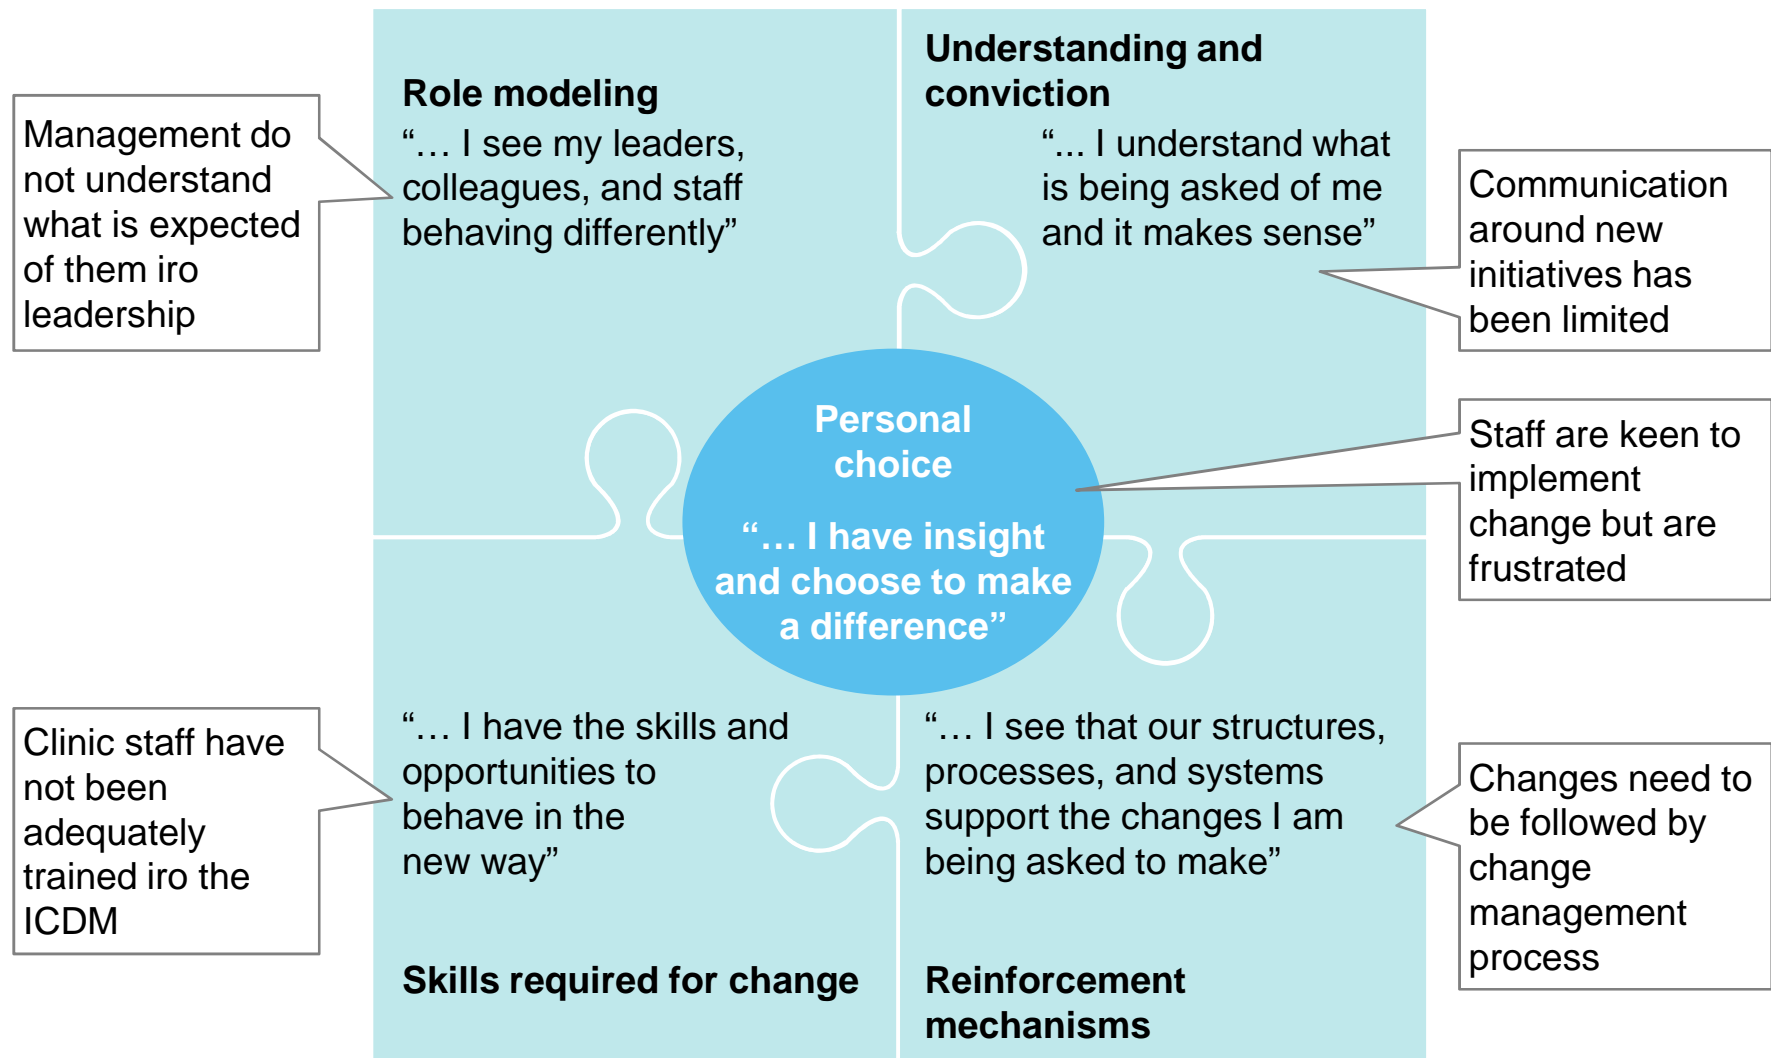 Role modeling
“… I see my leaders,
colleagues, and staff
behaving differently”
Understanding and
conviction
“... I understand what
is being asked of me
and it makes sense”
Management do
not understand
what is expected
of them iro
leadership
Communication
around new
initiatives has
been limited
Personal
choice
“… I have insight
and choose to make
a difference”
Staff are keen to
implement
change but are
frustrated
Clinic staff have
not been
adequately
trained iro the
ICDM
“… I have the skills and
opportunities to
behave in the
new way”
Skills required for change
“… I see that our structures,
processes, and systems
support the changes I am
being asked to make”
Reinforcement
mechanisms
Changes need to
be followed by
change
management
process